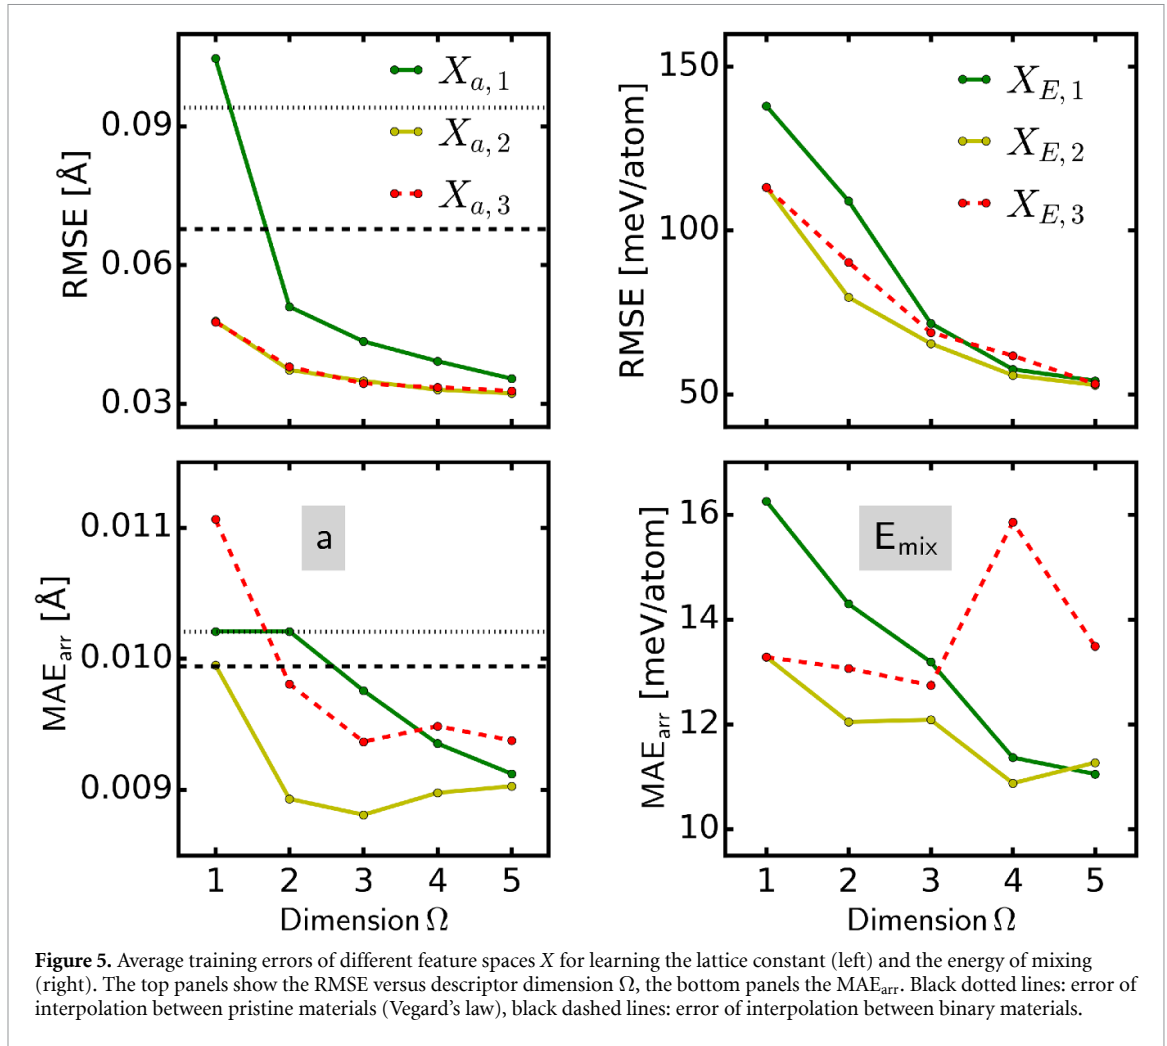 RMSE [Å]
0.09
0.06
0.03
X_{a,1}
X_{a,2}
X_{a,3}
RMSE [meV/atom]
150
100
50
X_{E,1}
X_{E,2}
X_{E,3}
MAE_{arr} [Å]
0.011
0.010
0.009
a
1 2 3 4 5
Dimension Ω
MAE_{arr} [meV/atom]
16
14
12
10
E_{mix}
1 2 3 4 5
Dimension Ω
Figure 5. Average training errors of different feature spaces X for learning the lattice constant (left) and the energy of mixing
(right). The top panels show the RMSE versus descriptor dimension Ω, the bottom panels the MAE_{arr}. Black dotted lines: error of
interpolation between pristine materials (Vegard’s law), black dashed lines: error of interpolation between binary materials.